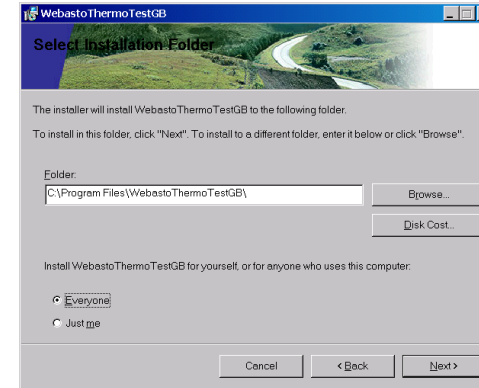 WebastoThermoTestGB
Select Installation Folder
The installer will install WebastoThermoTestGB to the following folder.
To install in this folder, click "Next". To install to a different folder, enter it below or click "Browse".
Folder:
C:\Program Files\WebastoThermoTestGB\
Browse...
Disk Cost...
Install WebastoThermoTestGB for yourself, or for anyone who uses this computer:
Everyone
Just me
Cancel
< Back
Next >